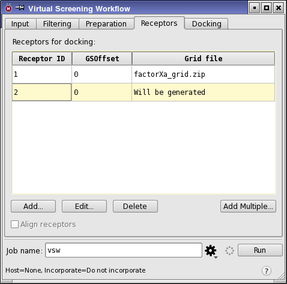 Virtual Screening Workflow
Input Filtering Preparation Receptors Docking
Receptors for docking:
Receptor ID GSOffset Grid file
1 0 factorXa_grid.zip
2 0 Will be generated
Add... Edit... Delete Add Multiple...
Align receptors
Job name: vsw Run
Host=None, Incorporate=Do not incorporate ?